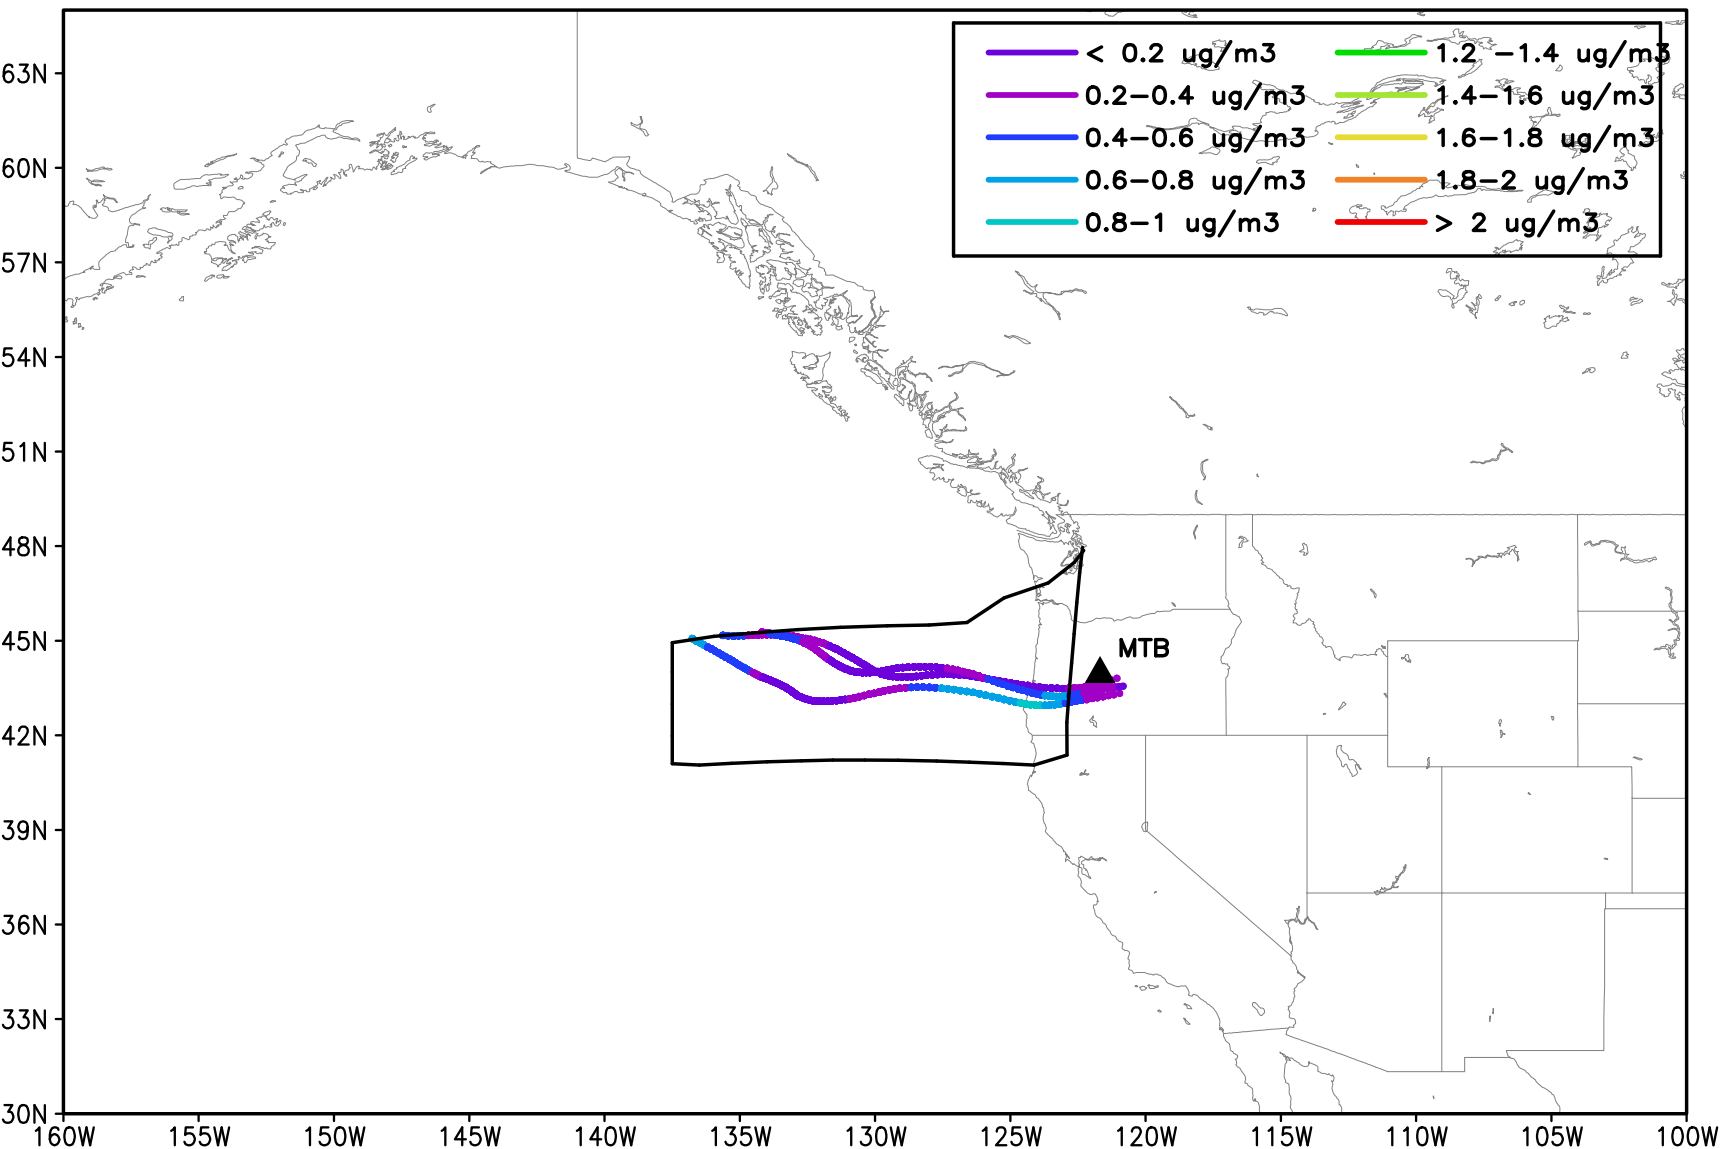 < 0.2 ug/m3
1.2 -1.4 ug/m3
0.2-0.4 ug/m3
1.4-1.6 ug/m3
0.4-0.6 ug/m3
1.6-1.8 ug/m3
0.6-0.8 ug/m3
1.8-2 ug/m3
0.8-1 ug/m3
> 2 ug/m3
63N
60N
57N
54N
51N
48N
45N
42N
39N
36N
33N
30N
MTB
160W 155W 150W 145W 140W 135W 130W 125W 120W 115W 110W 105W 100W